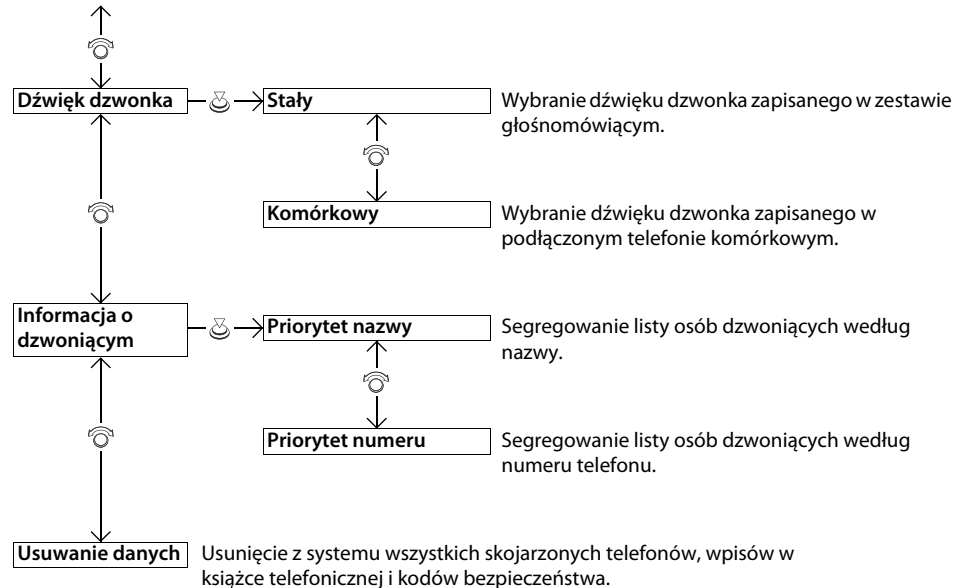 Dźwięk dzwonka
Stały
Wybranie dźwięku dzwonka zapisanego w zestawie
głośnomówiącym.
Komórkowy
Wybranie dźwięku dzwonka zapisanego w
podłączonym telefonie komórkowym.
Informacja o
dzwoniącym
Priorytet nazwy
Segregowanie listy osób dzwoniących według
nazwy.
Priorytet numeru
Segregowanie listy osób dzwoniących według
numeru telefonu.
Usuwanie danych
Usunięcie z systemu wszystkich skojarzonych telefonów, wpisów w
książce telefonicznej i kodów bezpieczeństwa.